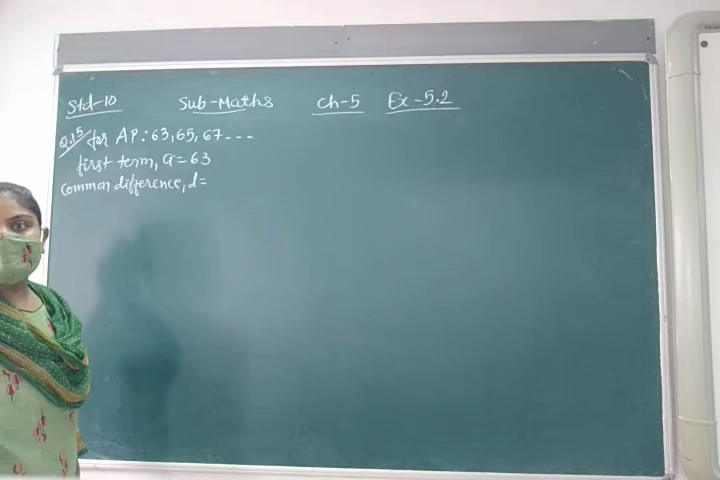 Std-10 Sub-Maths Ch-5 Ex-5.2
Q.15 for AP: 63, 65, 67---
first term, a = 63
Common difference, d =